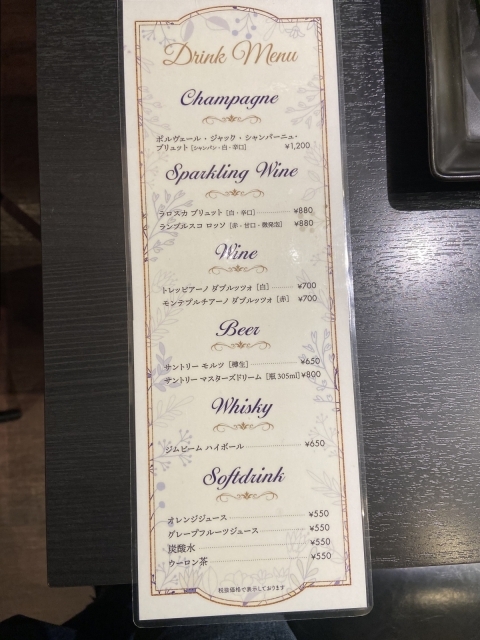 Drink Menu
Champagne
ポルヴェール・ジャック・シャンパーニュ・
ブリュット [シャンパン・白・辛口] ¥1,200
Sparkling Wine
ラロスカ ブリュット [白・辛口] ¥880
ランブルスコ ロッソ [赤・甘口・微発泡] ¥880
Wine
トレッビアーノ ダブルッツォ [白] ¥700
モンテプルチアーノ ダブルッツォ [赤] ¥700
Beer
サントリー モルツ [樽生] ¥650
サントリー マスターズドリーム [瓶 305ml] ¥800
Whisky
ジムビーム ハイボール ¥650
Softdrink
オレンジジュース ¥550
グレープフルーツジュース ¥550
炭酸水 ¥550
ウーロン茶 ¥550
税抜価格で表示しております